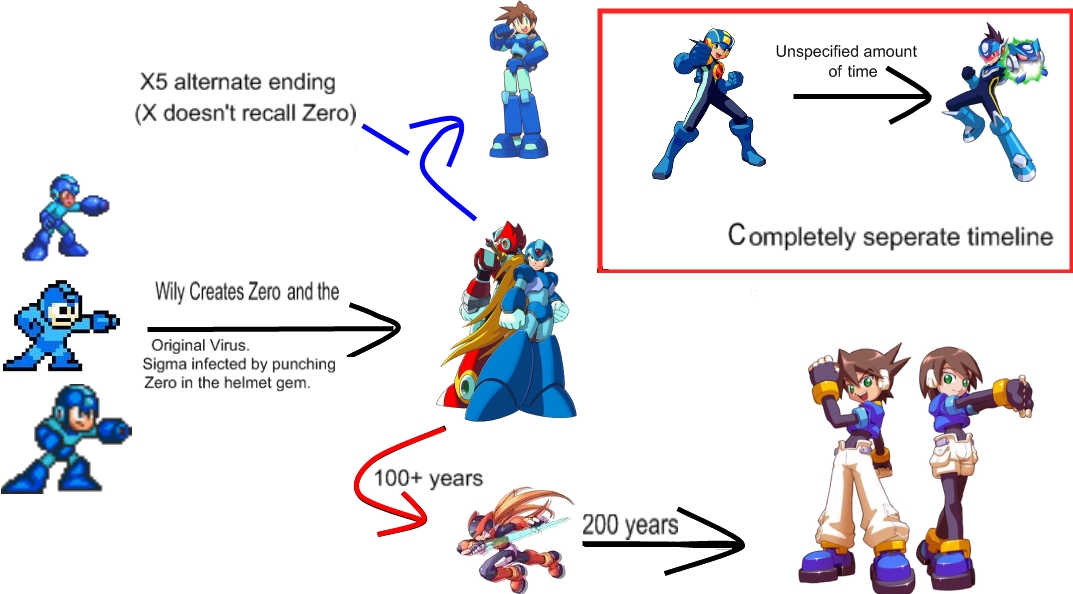 X5 alternate ending
(X doesn't recall Zero)
Unspecified amount
of time
Completely seperate timeline
Wily Creates Zero and the
Original Virus.
Sigma infected by punching
Zero in the helmet gem.
100+ years
200 years